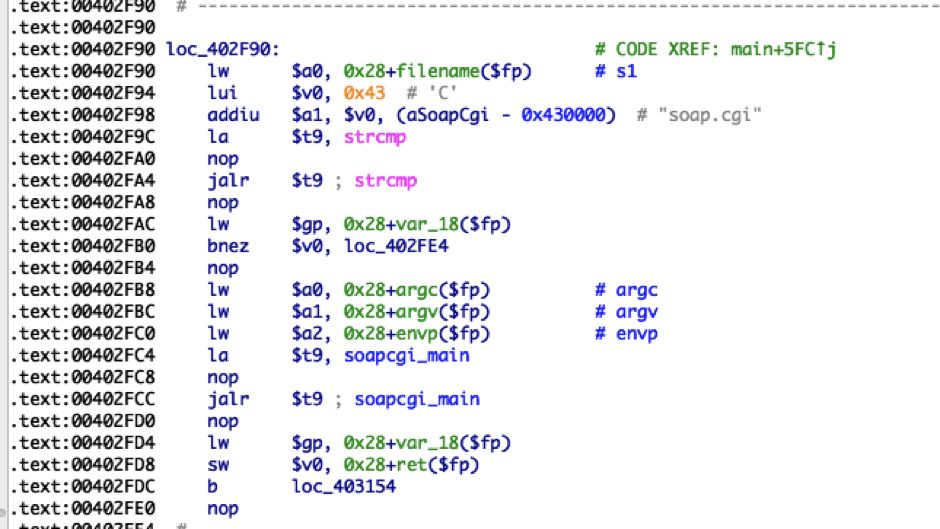 .text:00402F90 # ---------------------------------------------------------------------------
.text:00402F90
.text:00402F90 loc_402F90: # CODE XREF: main+5FC↑j
.text:00402F90 lw $a0, 0x28+filename($fp) # s1
.text:00402F94 lui $v0, 0x43 # 'C'
.text:00402F98 addiu $a1, $v0, (aSoapCgi - 0x430000) # "soap.cgi"
.text:00402F9C la $t9, strcmp
.text:00402FA0 nop
.text:00402FA4 jalr $t9 ; strcmp
.text:00402FA8 nop
.text:00402FAC lw $gp, 0x28+var_18($fp)
.text:00402FB0 bnez $v0, loc_402FE4
.text:00402FB4 nop
.text:00402FB8 lw $a0, 0x28+argc($fp) # argc
.text:00402FBC lw $a1, 0x28+argv($fp) # argv
.text:00402FC0 lw $a2, 0x28+envp($fp) # envp
.text:00402FC4 la $t9, soapcgi_main
.text:00402FC8 nop
.text:00402FCC jalr $t9 ; soapcgi_main
.text:00402FD0 nop
.text:00402FD4 lw $gp, 0x28+var_18($fp)
.text:00402FD8 sw $v0, 0x28+ret($fp)
.text:00402FDC b loc_403154
.text:00402FE0 nop
.text:00402FE4 #